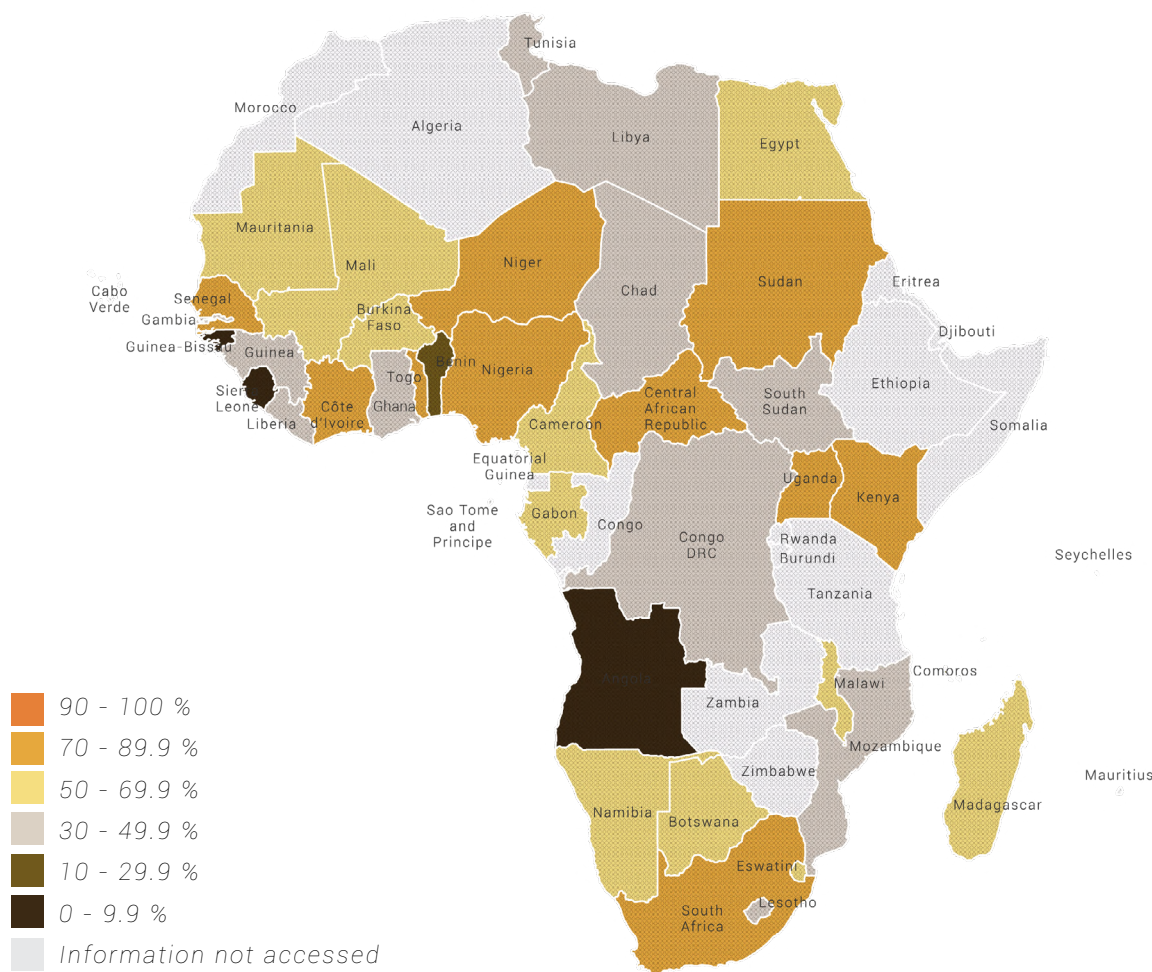 Tunisia
Morocco
Algeria
Libya
Egypt
Mauritania
Mali
Niger
Chad
Sudan
Eritrea
Cabo
Verde
Senegal
Gambia
Guinea-Bissau
Guinea
Burkina
Faso
Benin
Nigeria
Djibouti
Ethiopia
Somalia
Sierra
Leone
Liberia
Côte
d'Ivoire
Togo
Ghana
Cameroon
Central
African
Republic
South
Sudan
Equatorial
Guinea
Uganda
Kenya
Sao Tome
and
Principe
Gabon
Congo
Congo
DRC
Rwanda
Burundi
Seychelles
Tanzania
Angola
Zambia
Malawi
Comoros
Mozambique
Zimbabwe
Mauritius
Madagascar
Namibia
Botswana
Eswatini
Lesotho
South
Africa
90 - 100 %
70 - 89.9 %
50 - 69.9 %
30 - 49.9 %
10 - 29.9 %
0 - 9.9 %
Information not accessed